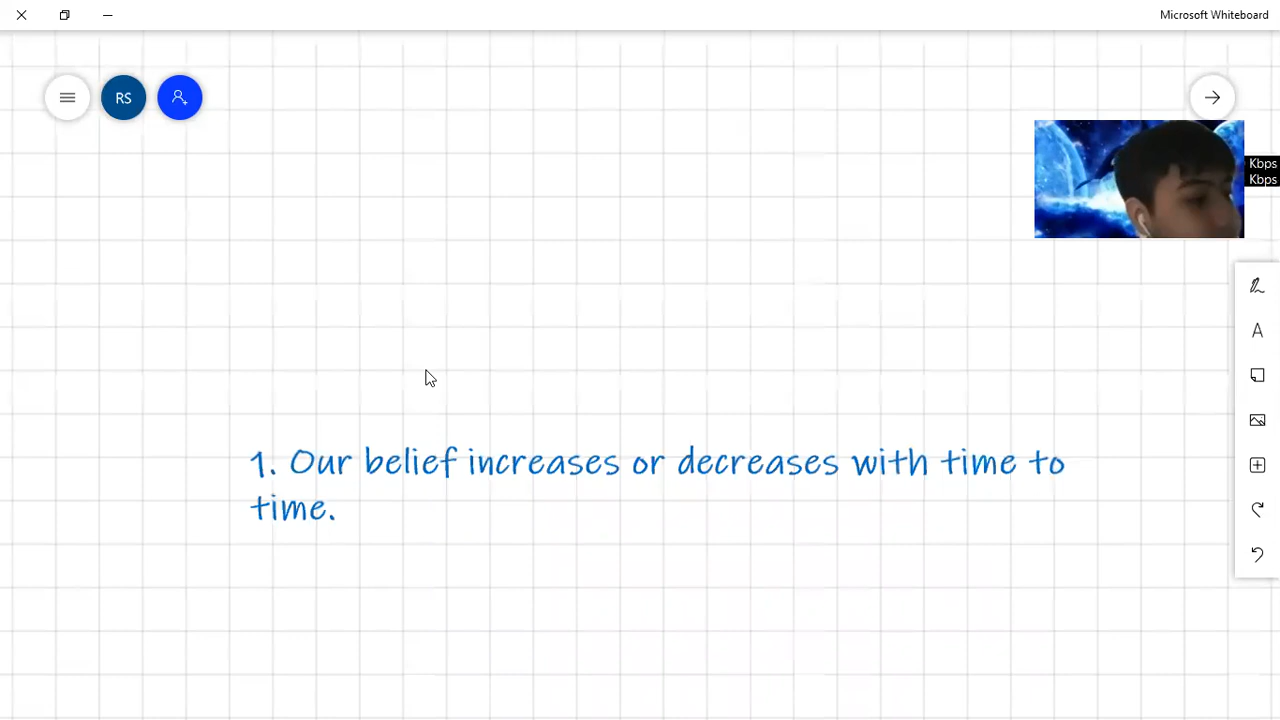 Microsoft Whiteboard
RS
Kbps
Kbps
A
1. Our belief increases or decreases with time to
time.